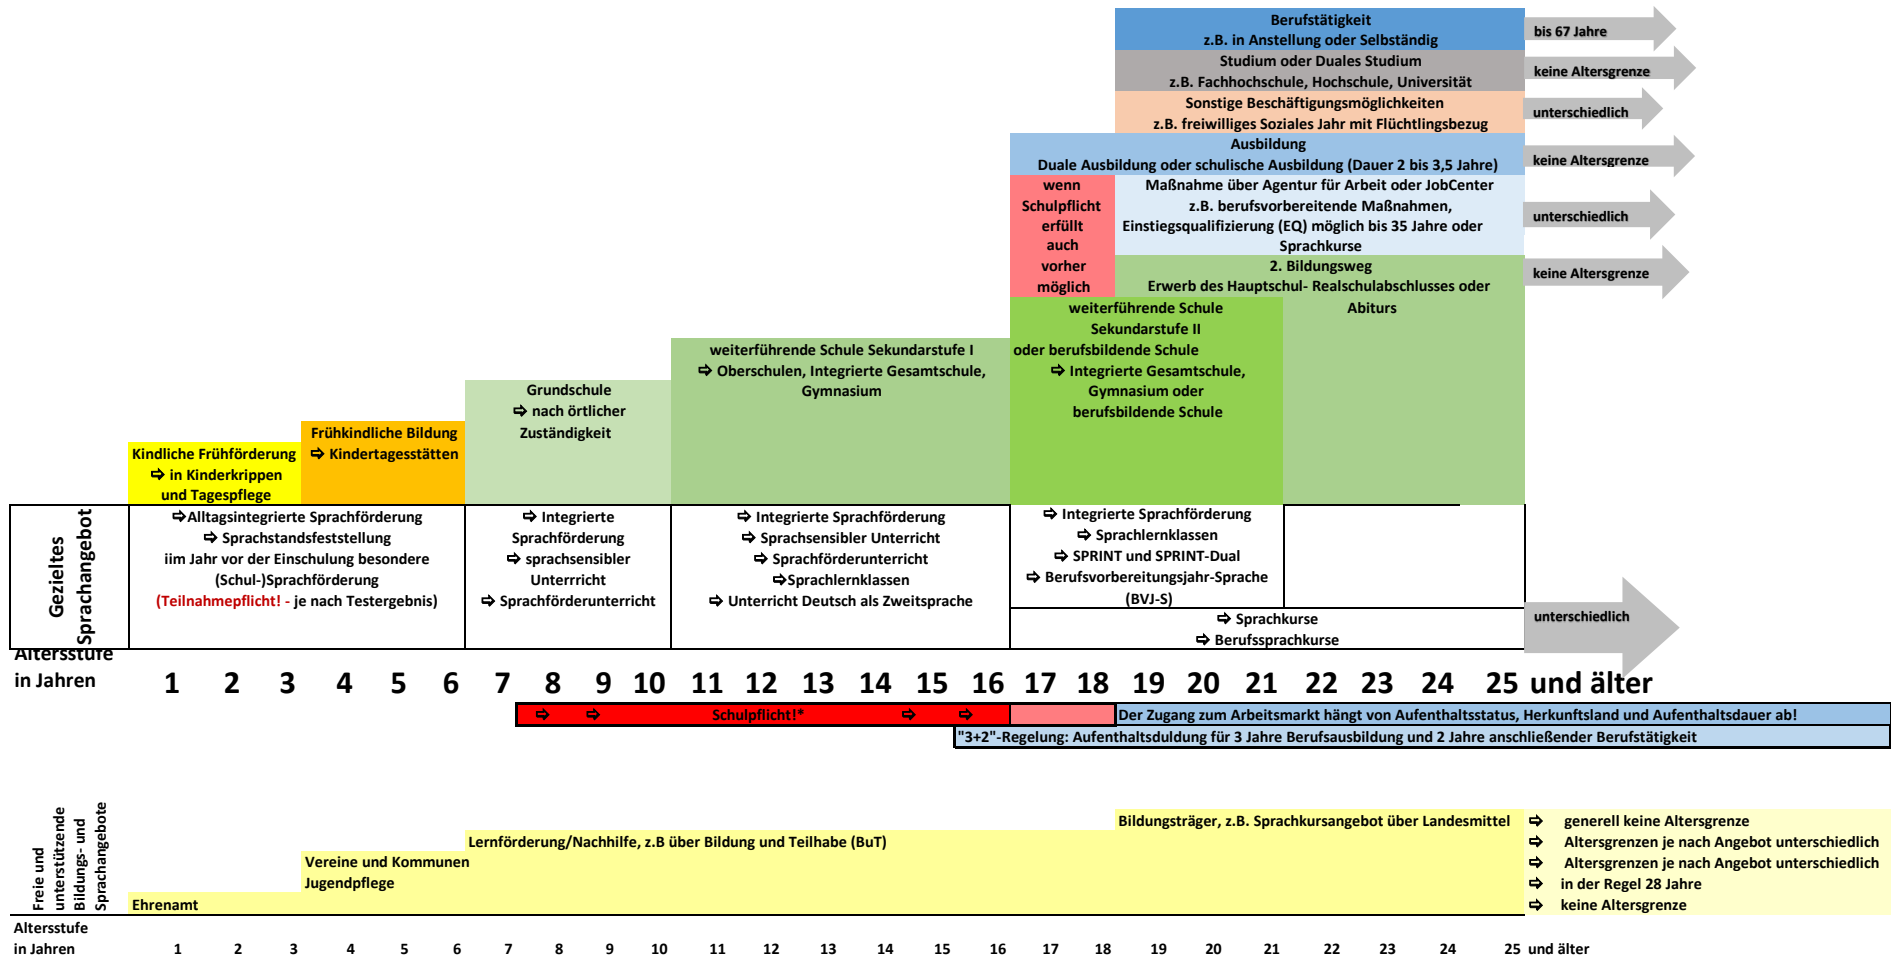 Berufstätigkeit
z.B. in Anstellung oder Selbständig
bis 67 Jahre
Studium oder Duales Studium
z.B. Fachhochschule, Hochschule, Universität
keine Altersgrenze
Sonstige Beschäftigungsmöglichkeiten
z.B. freiwilliges Soziales Jahr mit Flüchtlingsbezug
unterschiedlich
Ausbildung
Duale Ausbildung oder schulische Ausbildung (Dauer 2 bis 3,5 Jahre)
keine Altersgrenze
wenn
Schulpflicht
erfüllt
auch
vorher
möglich
Maßnahme über Agentur für Arbeit oder JobCenter
z.B. berufsvorbereitende Maßnahmen,
Einstiegsqualifizierung (EQ) möglich bis 35 Jahre oder
Sprachkurse
unterschiedlich
2. Bildungsweg
Erwerb des Hauptschul- Realschulabschlusses oder
Abiturs
keine Altersgrenze
weiterführende Schule
Sekundarstufe II
oder berufsbildende Schule
⇨ Integrierte Gesamtschule,
Gymnasium oder
berufsbildende Schule
weiterführende Schule Sekundarstufe I
⇨ Oberschulen, Integrierte Gesamtschule,
Gymnasium
Grundschule
⇨ nach örtlicher
Zuständigkeit
Frühkindliche Bildung
⇨ Kindertagesstätten
Kindliche Frühförderung
⇨ in Kinderkrippen
und Tagespflege
Gezieltes
Sprachangebot
⇨Alltagsintegrierte Sprachförderung
⇨ Sprachstandsfeststellung
iim Jahr vor der Einschulung besondere
(Schul-)Sprachförderung
(Teilnahmepflicht! - je nach Testergebnis)
⇨ Integrierte
Sprachförderung
⇨ sprachsensibler
Unterrricht
⇨ Sprachförderunterricht
⇨ Integrierte Sprachförderung
⇨ Sprachsensibler Unterricht
⇨ Sprachförderunterricht
⇨Sprachlernklassen
⇨ Unterricht Deutsch als Zweitsprache
⇨ Integrierte Sprachförderung
⇨ Sprachlernklassen
⇨ SPRINT und SPRINT-Dual
⇨ Berufsvorbereitungsjahr-Sprache
(BVJ-S)
⇨ Sprachkurse
⇨ Berufssprachkurse
unterschiedlich
Altersstufe
in Jahren 1 2 3 4 5 6 7 8 9 10 11 12 13 14 15 16 17 18 19 20 21 22 23 24 25 und älter
⇨ ⇨ Schulpflicht!* ⇨ ⇨
Der Zugang zum Arbeitsmarkt hängt von Aufenthaltsstatus, Herkunftsland und Aufenthaltsdauer ab!
"3+2"-Regelung: Aufenthaltsduldung für 3 Jahre Berufsausbildung und 2 Jahre anschließender Berufstätigkeit
Freie und
unterstützende
Bildungs- und
Sprachangebote
Bildungsträger, z.B. Sprachkursangebot über Landesmittel ⇨ generell keine Altersgrenze
Lernförderung/Nachhilfe, z.B über Bildung und Teilhabe (BuT) ⇨ Altersgrenzen je nach Angebot unterschiedlich
Vereine und Kommunen ⇨ Altersgrenzen je nach Angebot unterschiedlich
Jugendpflege ⇨ in der Regel 28 Jahre
Ehrenamt ⇨ keine Altersgrenze
Altersstufe
in Jahren 1 2 3 4 5 6 7 8 9 10 11 12 13 14 15 16 17 18 19 20 21 22 23 24 25 und älter